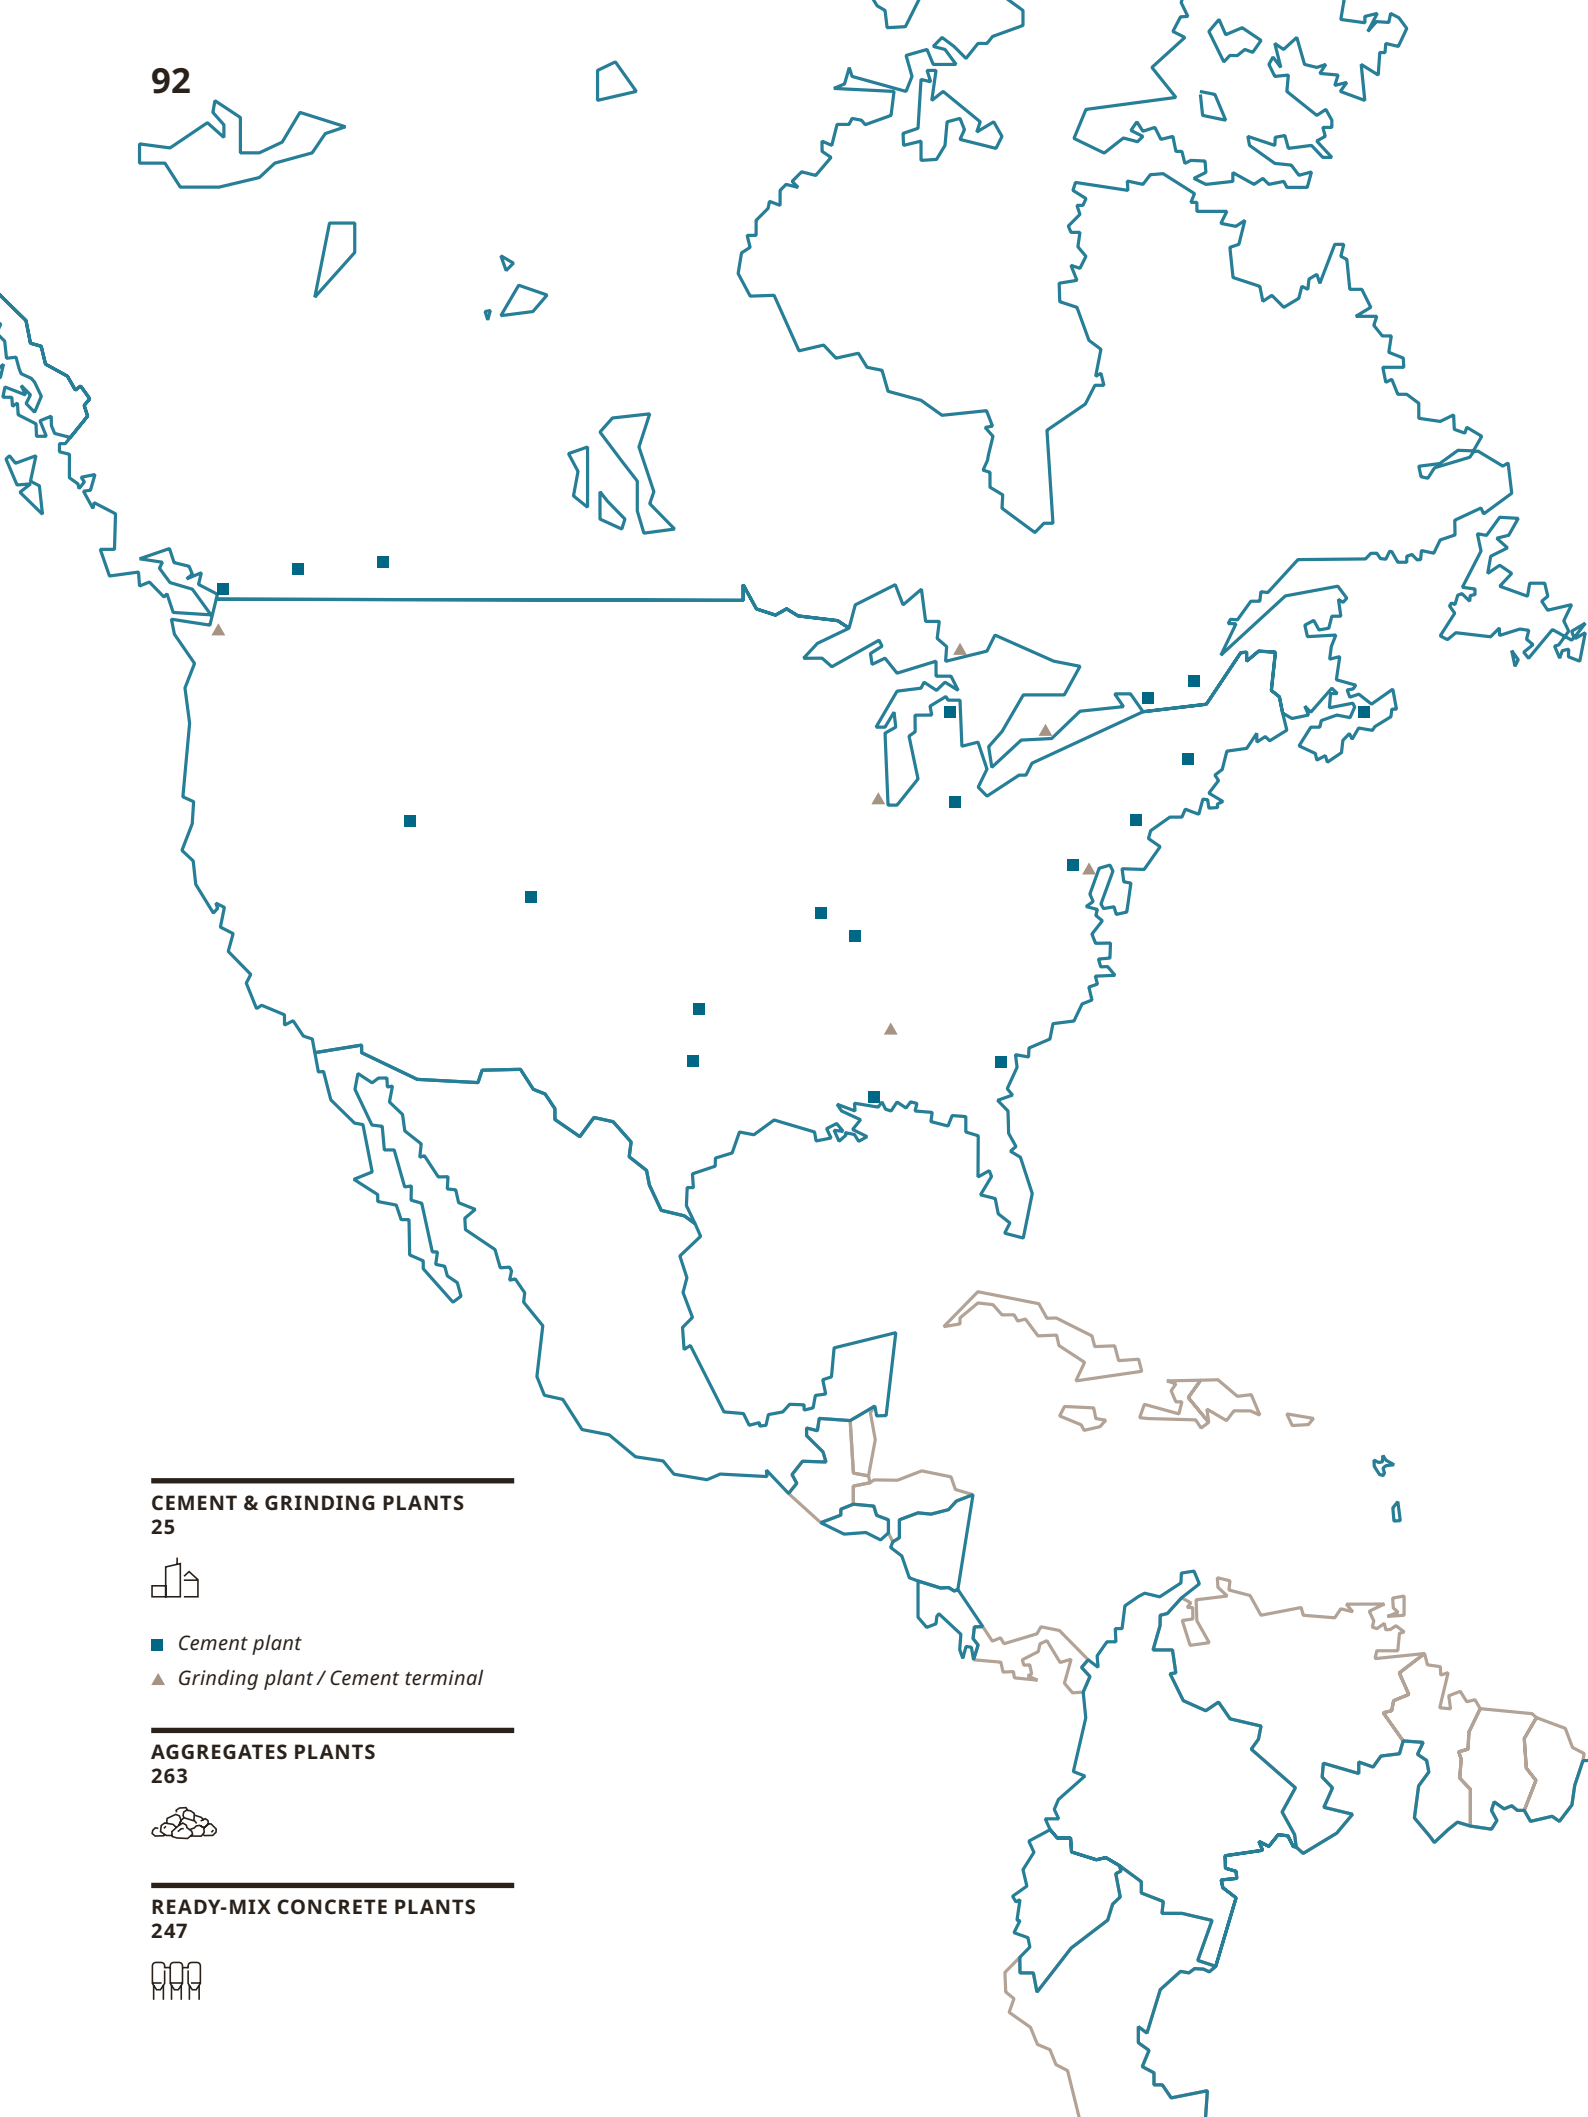 92
CEMENT & GRINDING PLANTS
25
Cement plant
Grinding plant / Cement terminal
AGGREGATES PLANTS
263
READY-MIX CONCRETE PLANTS
247